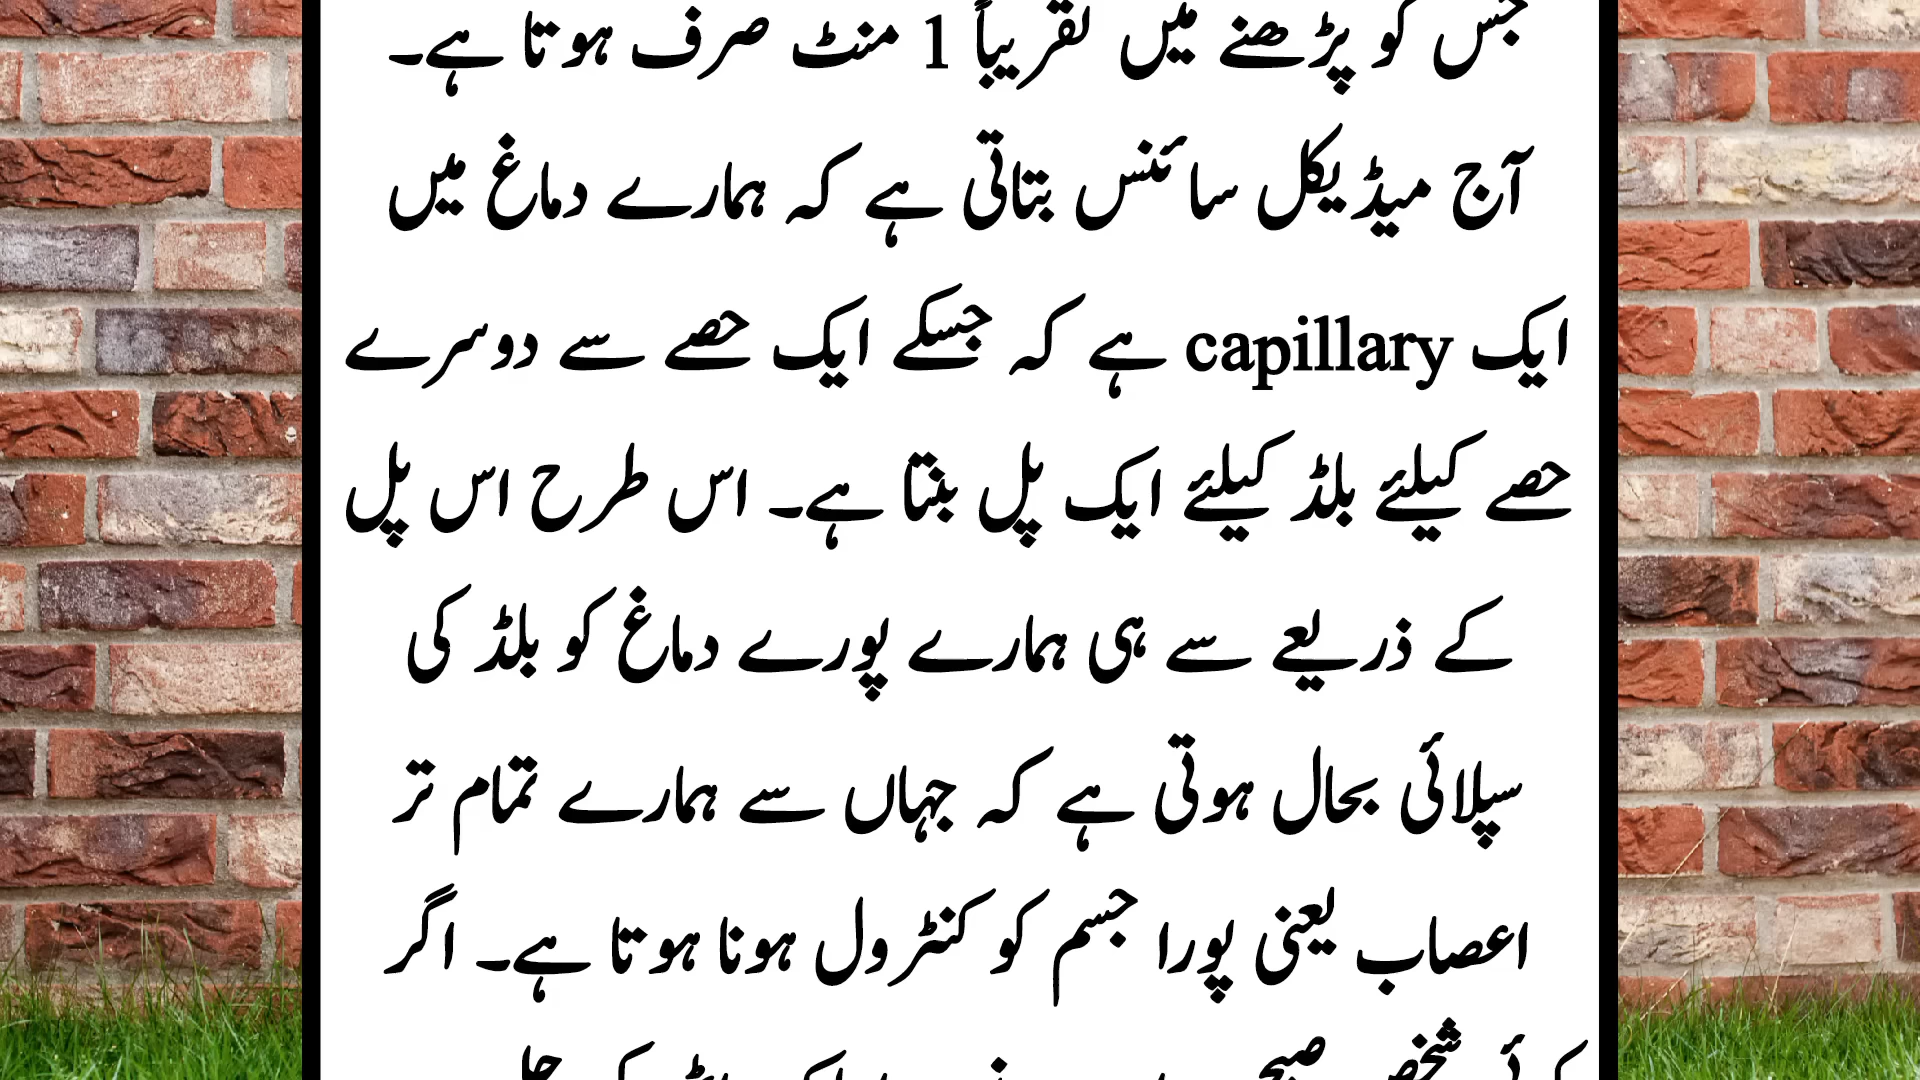 جس کو پڑھنے میں تقریباً 1 منٹ صرف ہوتا ہے۔
آج میڈیکل سائنس بتاتی ہے کہ ہمارے دماغ میں
ایک capillary ہے کہ جسکے ایک حصے سے دوسرے
حصے کیلئے بلڈ کیلئے ایک پل بنتا ہے۔ اس طرح اس پل
کے ذریعے سے ہی ہمارے پورے دماغ کو بلڈ کی
سپلائی بحال ہوتی ہے کہ جہاں سے ہمارے تمام تر
اعصاب یعنی پورا جسم کو کنٹرول ہونا ہوتا ہے۔ اگر
کوئی شخص صبح